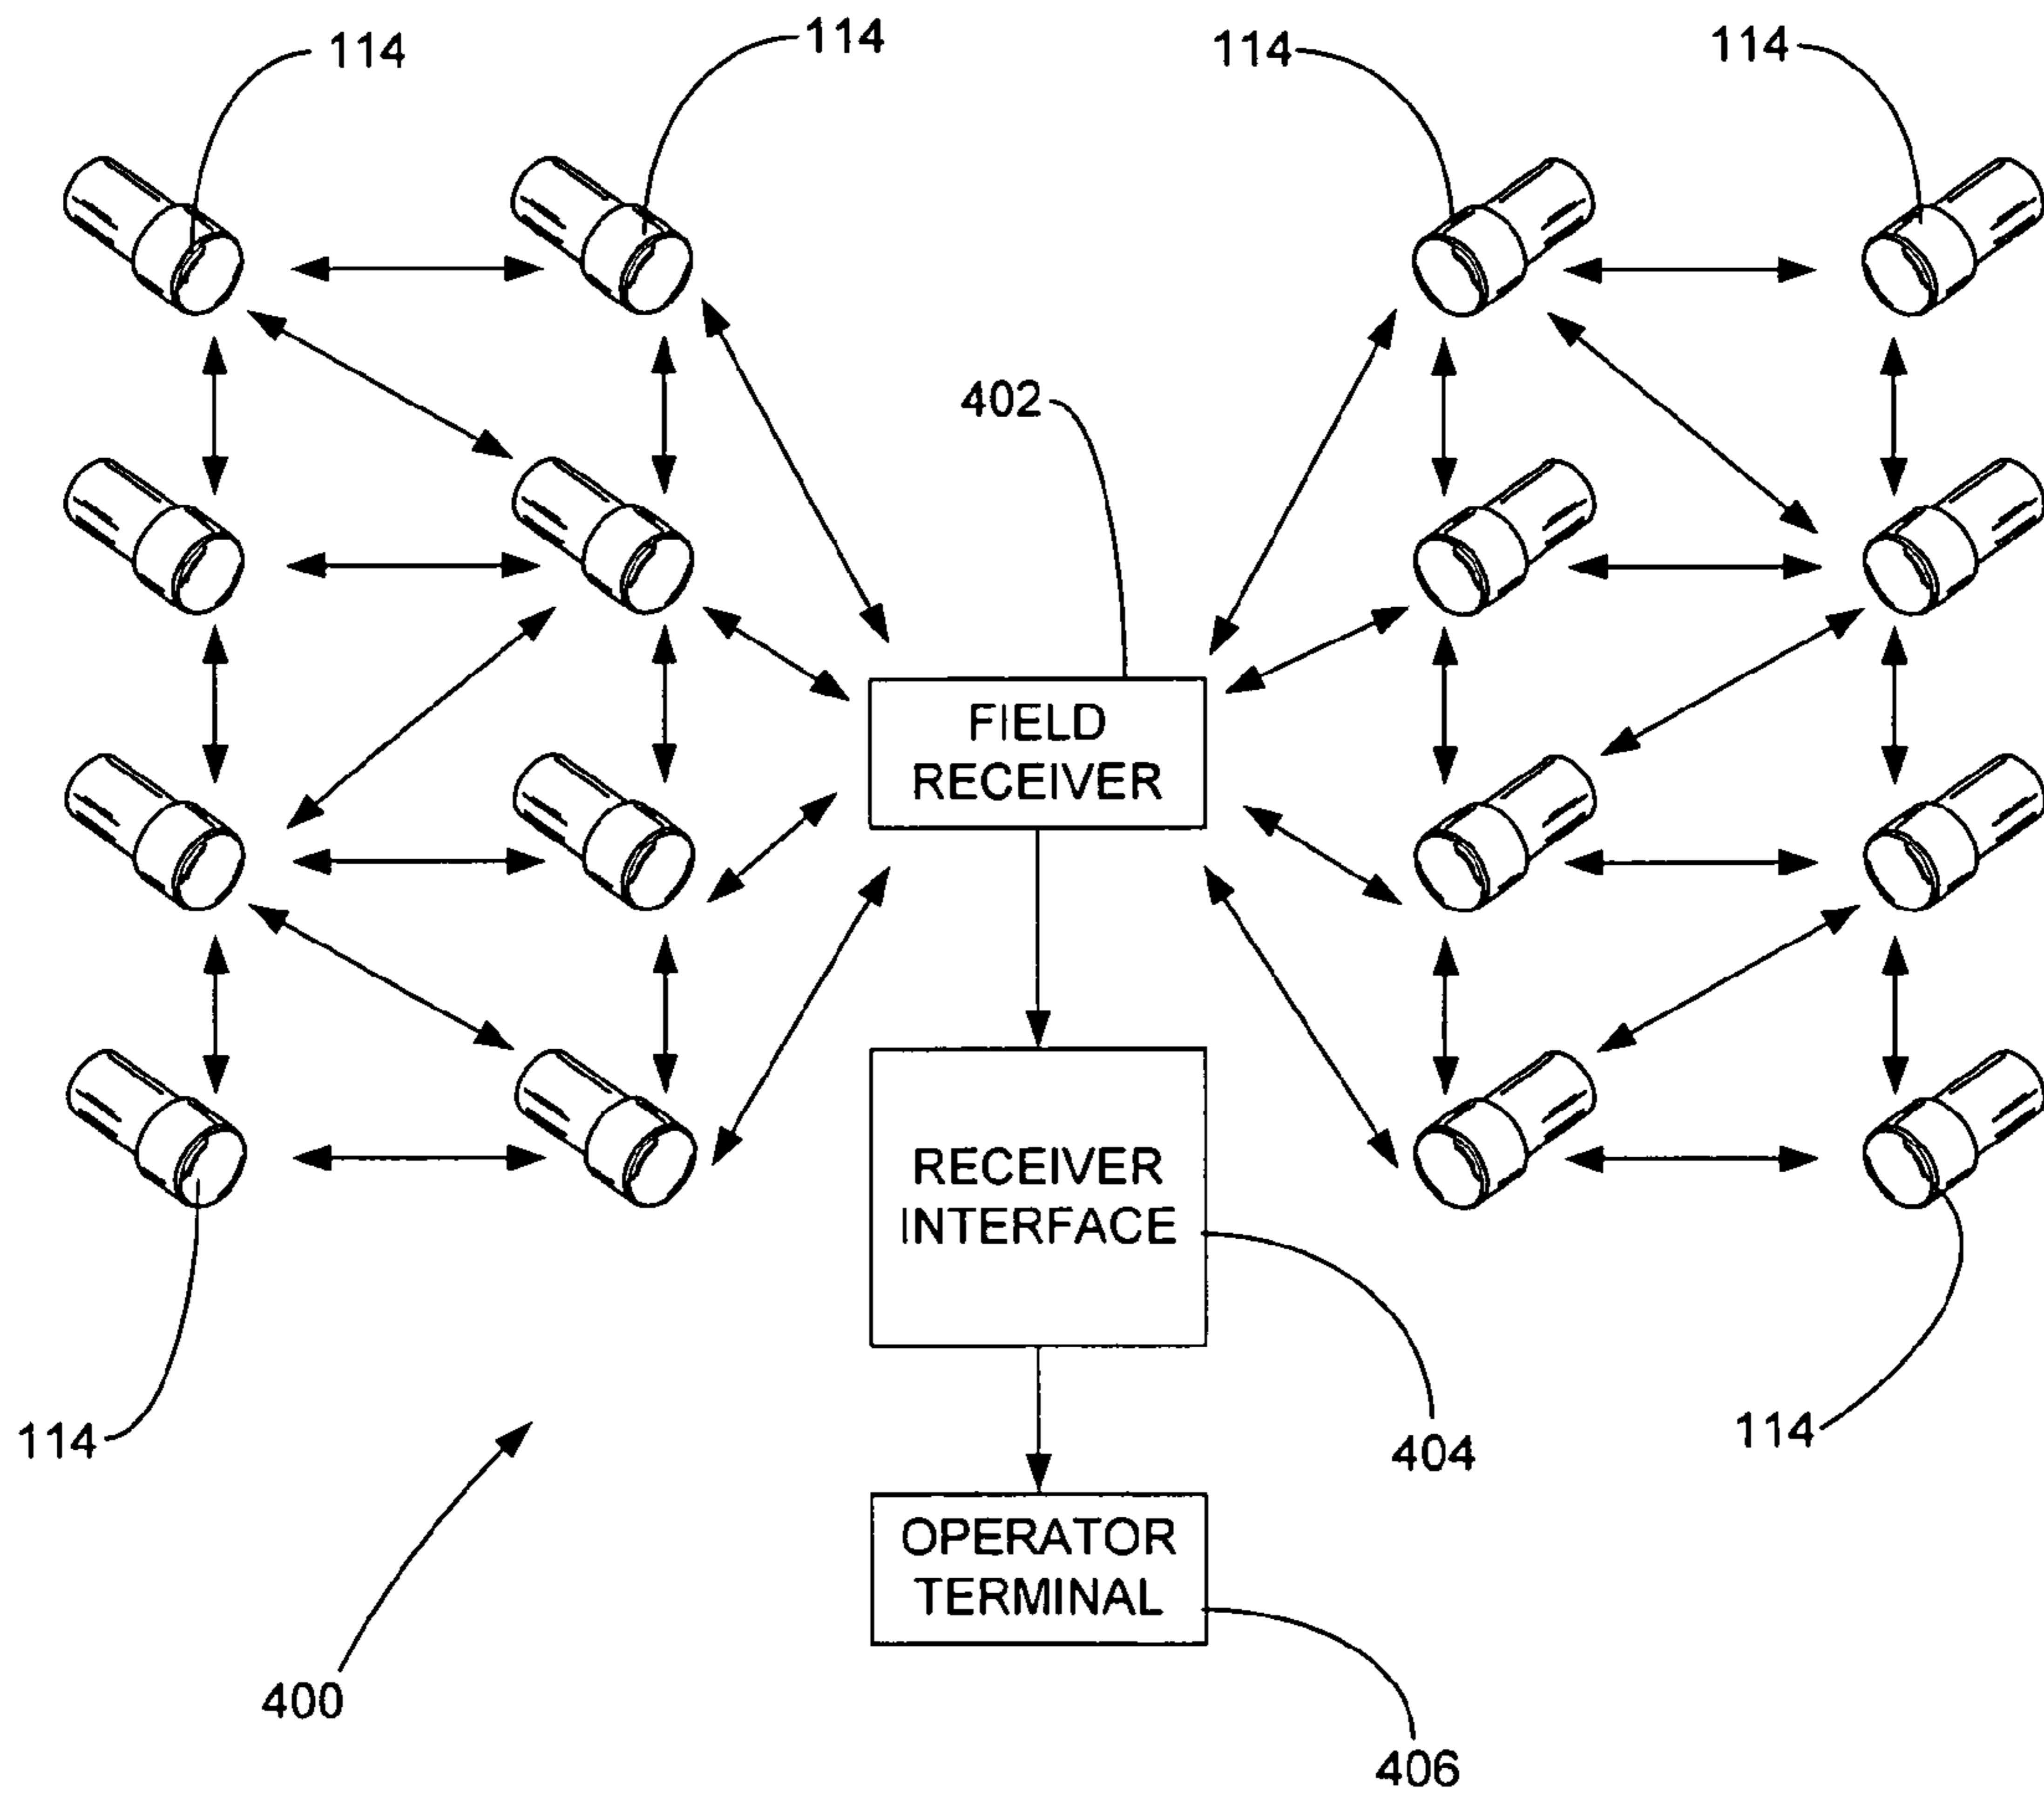 114
114
114
114
402
FIELD
RECEIVER
RECEIVER
INTERFACE
114
404
114
OPERATOR
TERMINAL
400
406